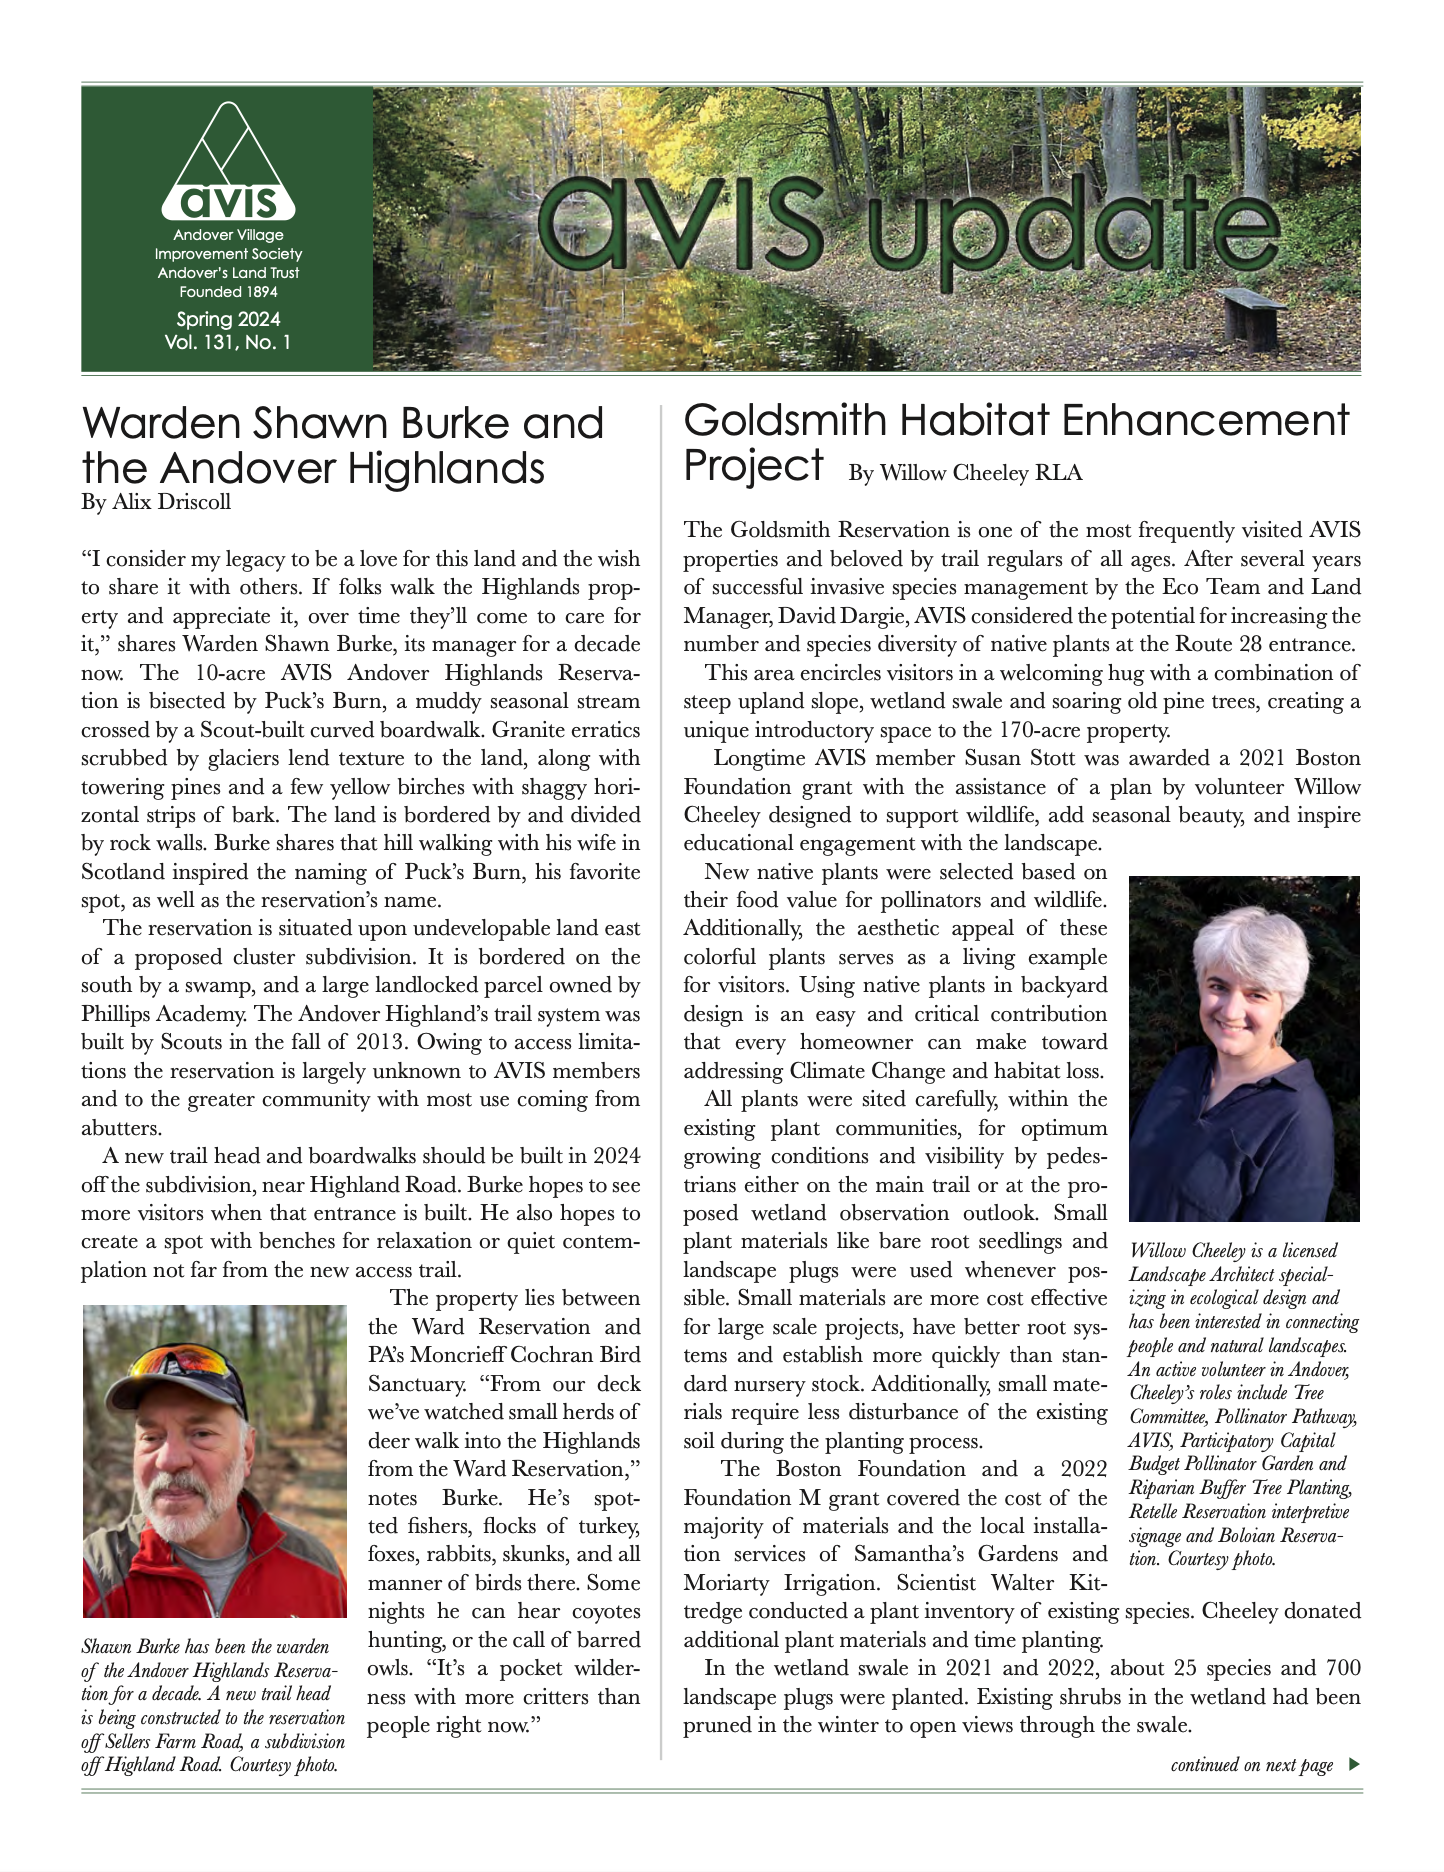 avis
Andover Village
Improvement Society
Andover's Land Trust
Founded 1894
Spring 2024
Vol. 131, No. 1
avis update
Warden Shawn Burke and
the Andover Highlands
By Alix Driscoll
“I consider my legacy to be a love for this land and the wish
to share it with others. If folks walk the Highlands prop-
erty and appreciate it, over time they’ll come to care for
it,” shares Warden Shawn Burke, its manager for a decade
now. The 10-acre AVIS Andover Highlands Reserva-
tion is bisected by Puck’s Burn, a muddy seasonal stream
crossed by a Scout-built curved boardwalk. Granite erratics
scrubbed by glaciers lend texture to the land, along with
towering pines and a few yellow birches with shaggy hori-
zontal strips of bark. The land is bordered by and divided
by rock walls. Burke shares that hill walking with his wife in
Scotland inspired the naming of Puck’s Burn, his favorite
spot, as well as the reservation’s name.
The reservation is situated upon undevelopable land east
of a proposed cluster subdivision. It is bordered on the
south by a swamp, and a large landlocked parcel owned by
Phillips Academy. The Andover Highland’s trail system was
built by Scouts in the fall of 2013. Owing to access limita-
tions the reservation is largely unknown to AVIS members
and to the greater community with most use coming from
abutters.
A new trail head and boardwalks should be built in 2024
off the subdivision, near Highland Road. Burke hopes to see
more visitors when that entrance is built. He also hopes to
create a spot with benches for relaxation or quiet contem-
plation not far from the new access trail.
The property lies between
the Ward Reservation and
PA’s Moncrieff Cochran Bird
Sanctuary. “From our deck
we’ve watched small herds of
deer walk into the Highlands
from the Ward Reservation,”
notes Burke. He’s spot-
ted fishers, flocks of turkey,
foxes, rabbits, skunks, and all
manner of birds there. Some
nights he can hear coyotes
hunting, or the call of barred
owls. “It’s a pocket wilder-
ness with more critters than
people right now.”
Shawn Burke has been the warden
of the Andover Highlands Reserva-
tion for a decade. A new trail head
is being constructed to the reservation
off Sellers Farm Road, a subdivision
off Highland Road. Courtesy photo.
Goldsmith Habitat Enhancement
Project By Willow Cheeley RLA
The Goldsmith Reservation is one of the most frequently visited AVIS
properties and beloved by trail regulars of all ages. After several years
of successful invasive species management by the Eco Team and Land
Manager, David Dargie, AVIS considered the potential for increasing the
number and species diversity of native plants at the Route 28 entrance.
This area encircles visitors in a welcoming hug with a combination of
steep upland slope, wetland swale and soaring old pine trees, creating a
unique introductory space to the 170-acre property.
Longtime AVIS member Susan Stott was awarded a 2021 Boston
Foundation grant with the assistance of a plan by volunteer Willow
Cheeley designed to support wildlife, add seasonal beauty, and inspire
educational engagement with the landscape.
New native plants were selected based on
their food value for pollinators and wildlife.
Additionally, the aesthetic appeal of these
colorful plants serves as a living example
for visitors. Using native plants in backyard
design is an easy and critical contribution
that every homeowner can make toward
addressing Climate Change and habitat loss.
All plants were sited carefully, within the
existing plant communities, for optimum
growing conditions and visibility by pedes-
trians either on the main trail or at the pro-
posed wetland observation outlook. Small
plant materials like bare root seedlings and
landscape plugs were used whenever pos-
sible. Small materials are more cost effective
for large scale projects, have better root sys-
tems and establish more quickly than stan-
dard nursery stock. Additionally, small mate-
rials require less disturbance of the existing
soil during the planting process.
The Boston Foundation and a 2022
Foundation M grant covered the cost of the
majority of materials and the local installa-
tion services of Samantha’s Gardens and
Moriarty Irrigation. Scientist Walter Kit-
tredge conducted a plant inventory of existing species. Cheeley donated
additional plant materials and time planting.
In the wetland swale in 2021 and 2022, about 25 species and 700
landscape plugs were planted. Existing shrubs in the wetland had been
pruned in the winter to open views through the swale.
Willow Cheeley is a licensed
Landscape Architect special-
izing in ecological design and
has been interested in connecting
people and natural landscapes.
An active volunteer in Andover,
Cheeley’s roles include Tree
Committee, Pollinator Pathway,
AVIS, Participatory Capital
Budget Pollinator Garden and
Riparian Buffer Tree Planting,
Retelle Reservation interpretive
signage and Boloian Reserva-
tion. Courtesy photo.
continued on next page